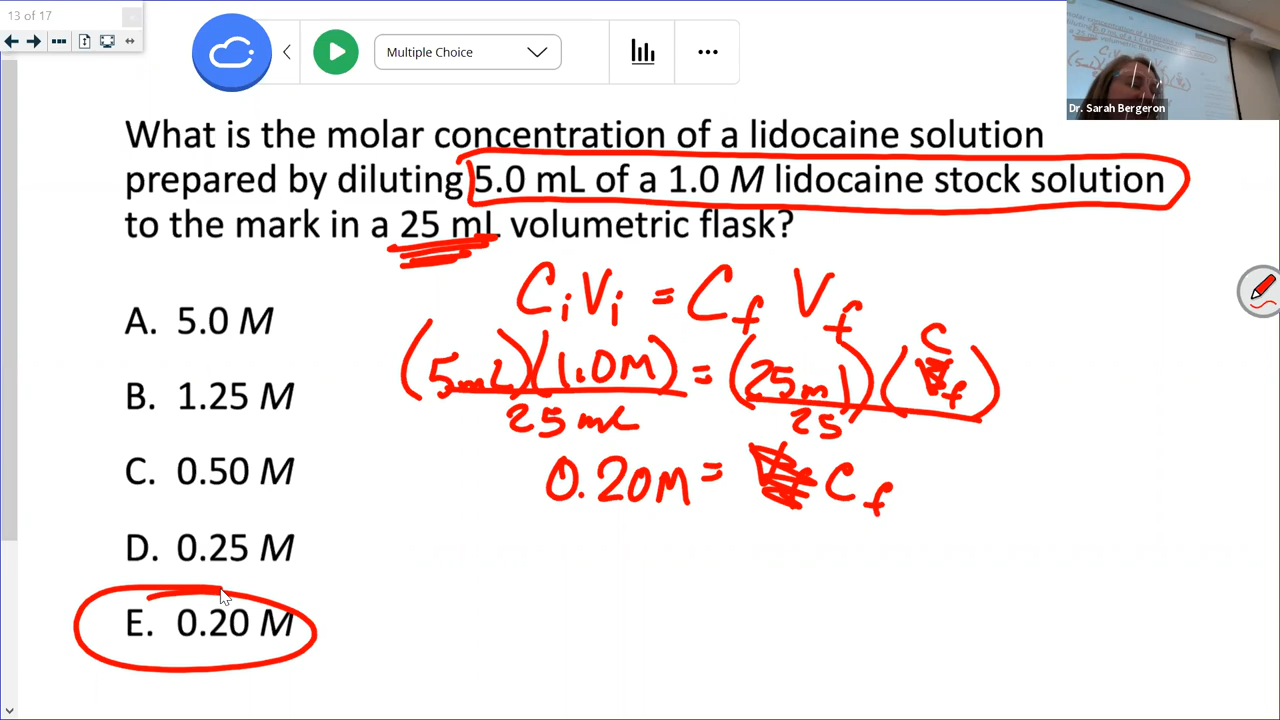 13 of 17
Multiple Choice
Dr. Sarah Bergeron
What is the molar concentration of a lidocaine solution
prepared by diluting 5.0 mL of a 1.0 M lidocaine stock solution
to the mark in a 25 mL volumetric flask?
CiVi = Cf Vf
(5mL)(1.0M) = (25ml)(Cf)
25 mL 25
0.20M = Cf
A. 5.0 M
B. 1.25 M
C. 0.50 M
D. 0.25 M
E. 0.20 M